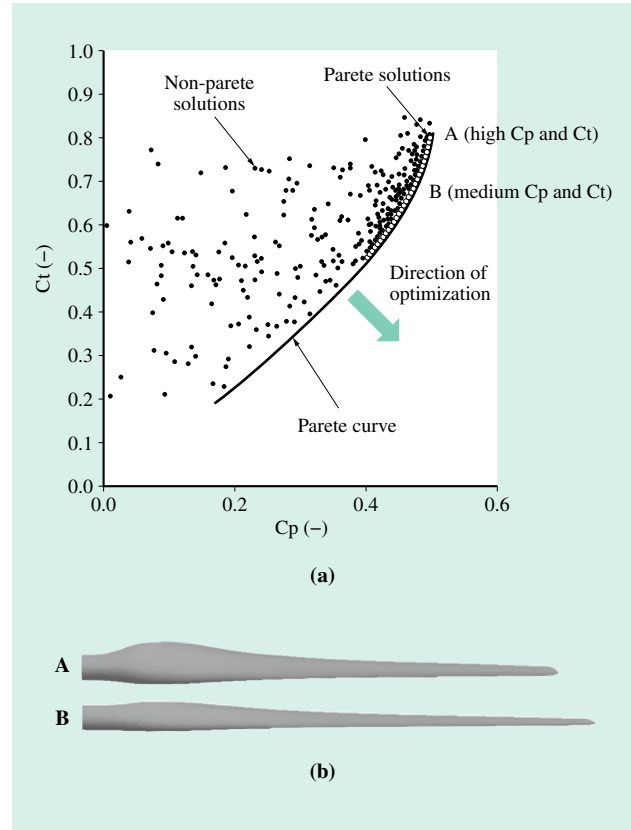 1.0
0.9
0.8
0.7
0.6
0.5
0.4
0.3
0.2
0.1
0.0
Ct (–)
0.0
0.2
0.4
0.6
Cp (–)
Non-parete
solutions
Parete solutions
A (high Cp and Ct)
B (medium Cp and Ct)
Direction of
optimization
Parete curve
(a)
A
B
(b)